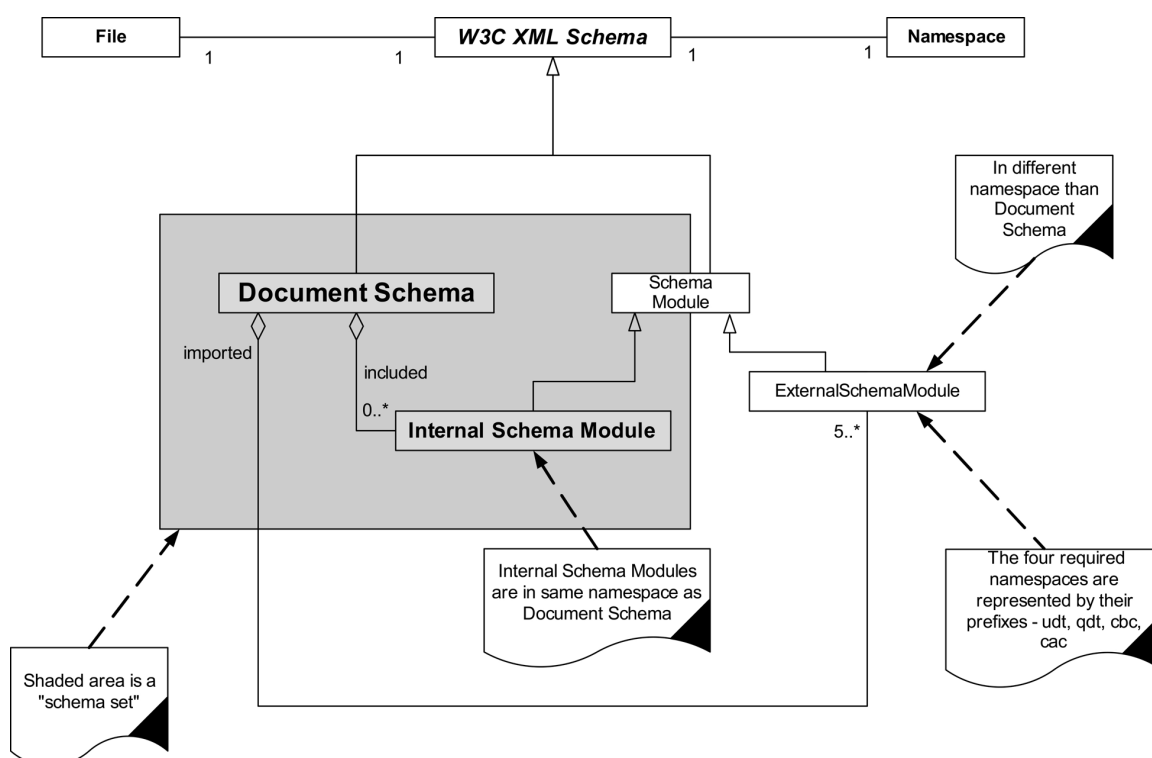 File
W3C XML Schema
Namespace
1
1
1
1
In different
namespace than
Document
Schema
Document Schema
Schema
Module
imported
included
0..*
Internal Schema Module
ExternalSchemaModule
5..*
Internal Schema Modules
are in same namespace as
Document Schema
The four required
namespaces are
represented by their
prefixes - udt, qdt, cbc,
cac
Shaded area is a
"schema set"